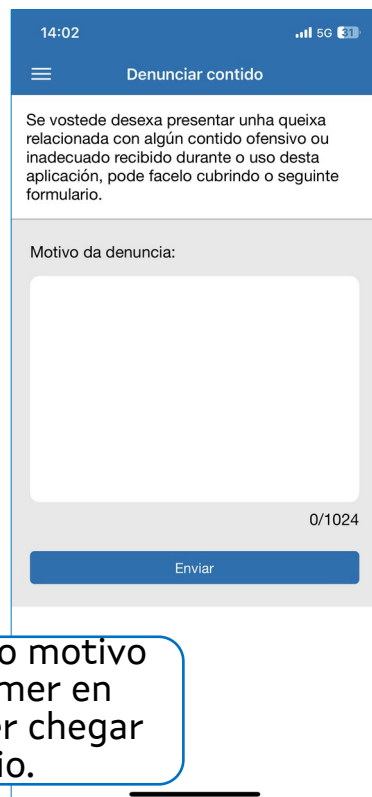 14:02
5G 31
Denunciar contido
Se vostede desexa presentar unha queixa
relacionada con algún contido ofensivo ou
inadecuado recibido durante o uso desta
aplicación, pode facelo cubrindo o seguinte
formulario.
Motivo da denuncia:
0/1024
Enviar
o motivo
mer en
er chegar
io.